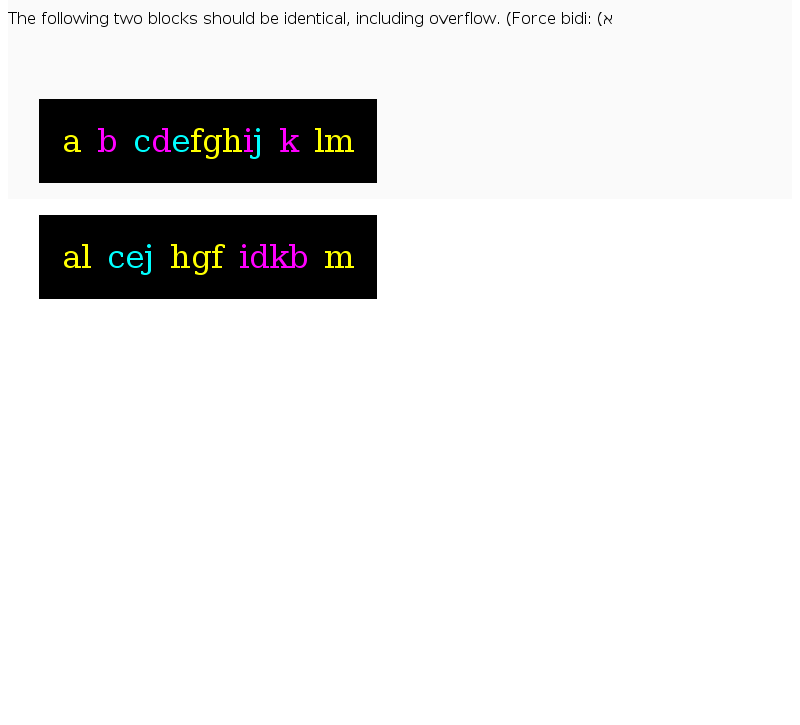 The following two blocks should be identical, including overflow. (Force bidi: (א
a b cdefghij k lm
al cej hgf idkb m